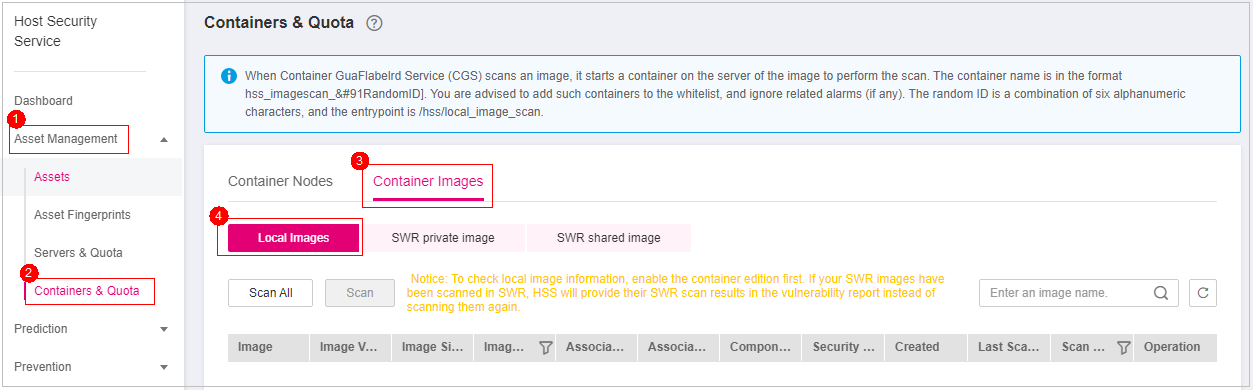 Host Security
Service
Dashboard
1
Asset Management
Assets
Asset Fingerprints
Servers & Quota
2
Containers & Quota
Prediction
Prevention
Containers & Quota ?
When Container GuaFlabelrd Service (CGS) scans an image, it starts a container on the server of the image to perform the scan. The container name is in the format
hss_imagescan_&#91RandomID]. You are advised to add such containers to the whitelist, and ignore related alarms (if any). The random ID is a combination of six alphanumeric
characters, and the entrypoint is /hss/local_image_scan.
3
Container Nodes Container Images
4
Local Images SWR private image SWR shared image
Scan All Scan
Notice: To check local image information, enable the container edition first. If your SWR images have
been scanned in SWR, HSS will provide their SWR scan results in the vulnerability report instead of
scanning them again.
Enter an image name.
Image Image V... Image Si... Imag... Associa... Associa... Compon... Security ... Created Last Sca... Scan ... Operation